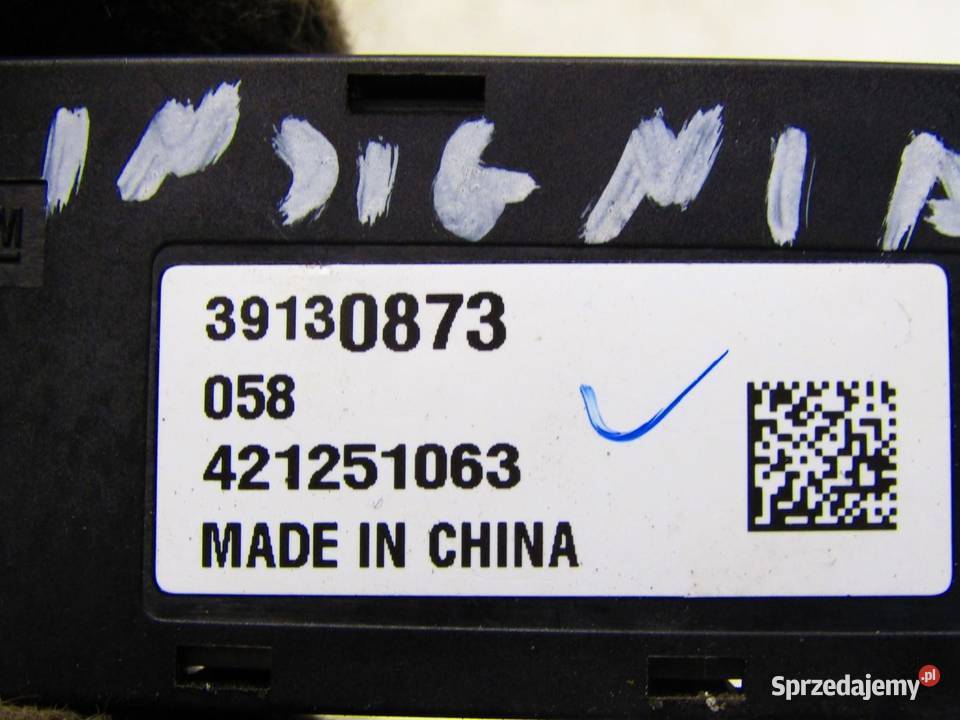 INSIGNIA
M
39130873
058
421251063
MADE IN CHINA
Sprzedajemy.pl